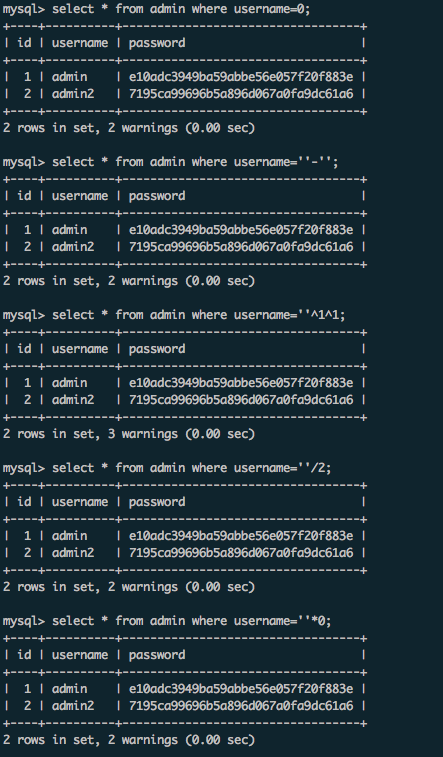 mysql> select * from admin where username=0;
+----+----------+----------------------------------+
| id | username | password                         |
+----+----------+----------------------------------+
|  1 | admin    | e10adc3949ba59abbe56e057f20f883e |
|  2 | admin2   | 7195ca99696b5a896d067a0fa9dc61a6 |
+----+----------+----------------------------------+
2 rows in set, 2 warnings (0.00 sec)

mysql> select * from admin where username=''-'';
+----+----------+----------------------------------+
| id | username | password                         |
+----+----------+----------------------------------+
|  1 | admin    | e10adc3949ba59abbe56e057f20f883e |
|  2 | admin2   | 7195ca99696b5a896d067a0fa9dc61a6 |
+----+----------+----------------------------------+
2 rows in set, 2 warnings (0.00 sec)

mysql> select * from admin where username=''^1^1;
+----+----------+----------------------------------+
| id | username | password                         |
+----+----------+----------------------------------+
|  1 | admin    | e10adc3949ba59abbe56e057f20f883e |
|  2 | admin2   | 7195ca99696b5a896d067a0fa9dc61a6 |
+----+----------+----------------------------------+
2 rows in set, 3 warnings (0.00 sec)

mysql> select * from admin where username=''/2;
+----+----------+----------------------------------+
| id | username | password                         |
+----+----------+----------------------------------+
|  1 | admin    | e10adc3949ba59abbe56e057f20f883e |
|  2 | admin2   | 7195ca99696b5a896d067a0fa9dc61a6 |
+----+----------+----------------------------------+
2 rows in set, 2 warnings (0.00 sec)

mysql> select * from admin where username=''*0;
+----+----------+----------------------------------+
| id | username | password                         |
+----+----------+----------------------------------+
|  1 | admin    | e10adc3949ba59abbe56e057f20f883e |
|  2 | admin2   | 7195ca99696b5a896d067a0fa9dc61a6 |
+----+----------+----------------------------------+
2 rows in set, 2 warnings (0.00 sec)